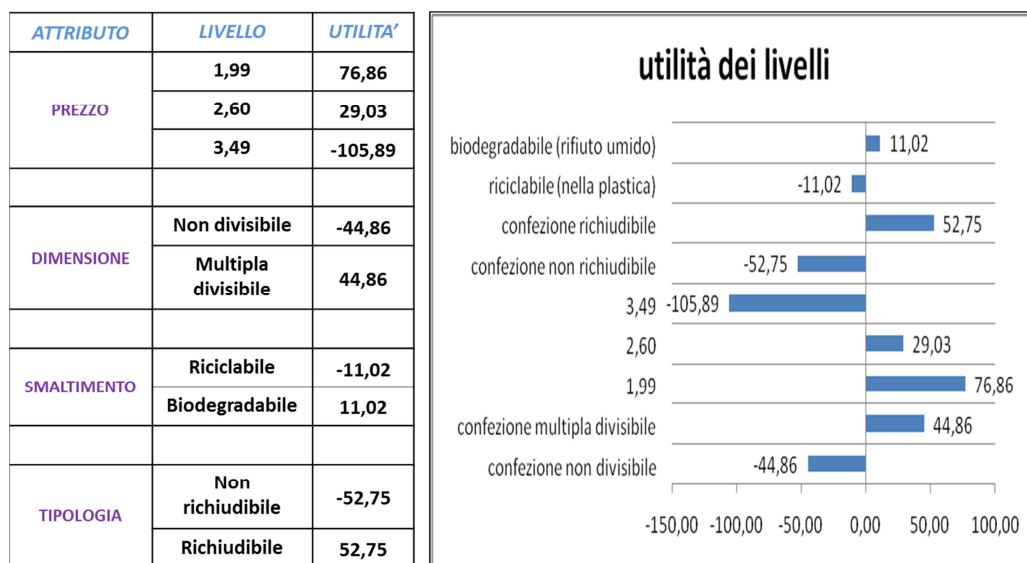 ATTRIBUTO LIVELLO UTILITA’
PREZZO
1,99 76,86
2,60 29,03
3,49 -105,89
DIMENSIONE
Non divisibile -44,86
Multipla
divisibile
44,86
SMALTIMENTO
Riciclabile -11,02
Biodegradabile 11,02
TIPOLOGIA
Non
richiudibile
-52,75
Richiudibile 52,75
utilità dei livelli
biodegradabile (rifiuto umido) 11,02
riciclabile (nella plastica) -11,02
confezione richiudibile 52,75
confezione non richiudibile -52,75
3,49 -105,89
2,60 29,03
1,99 76,86
confezione multipla divisibile 44,86
confezione non divisibile -44,86
-150,00 -100,00 -50,00 0,00 50,00 100,00